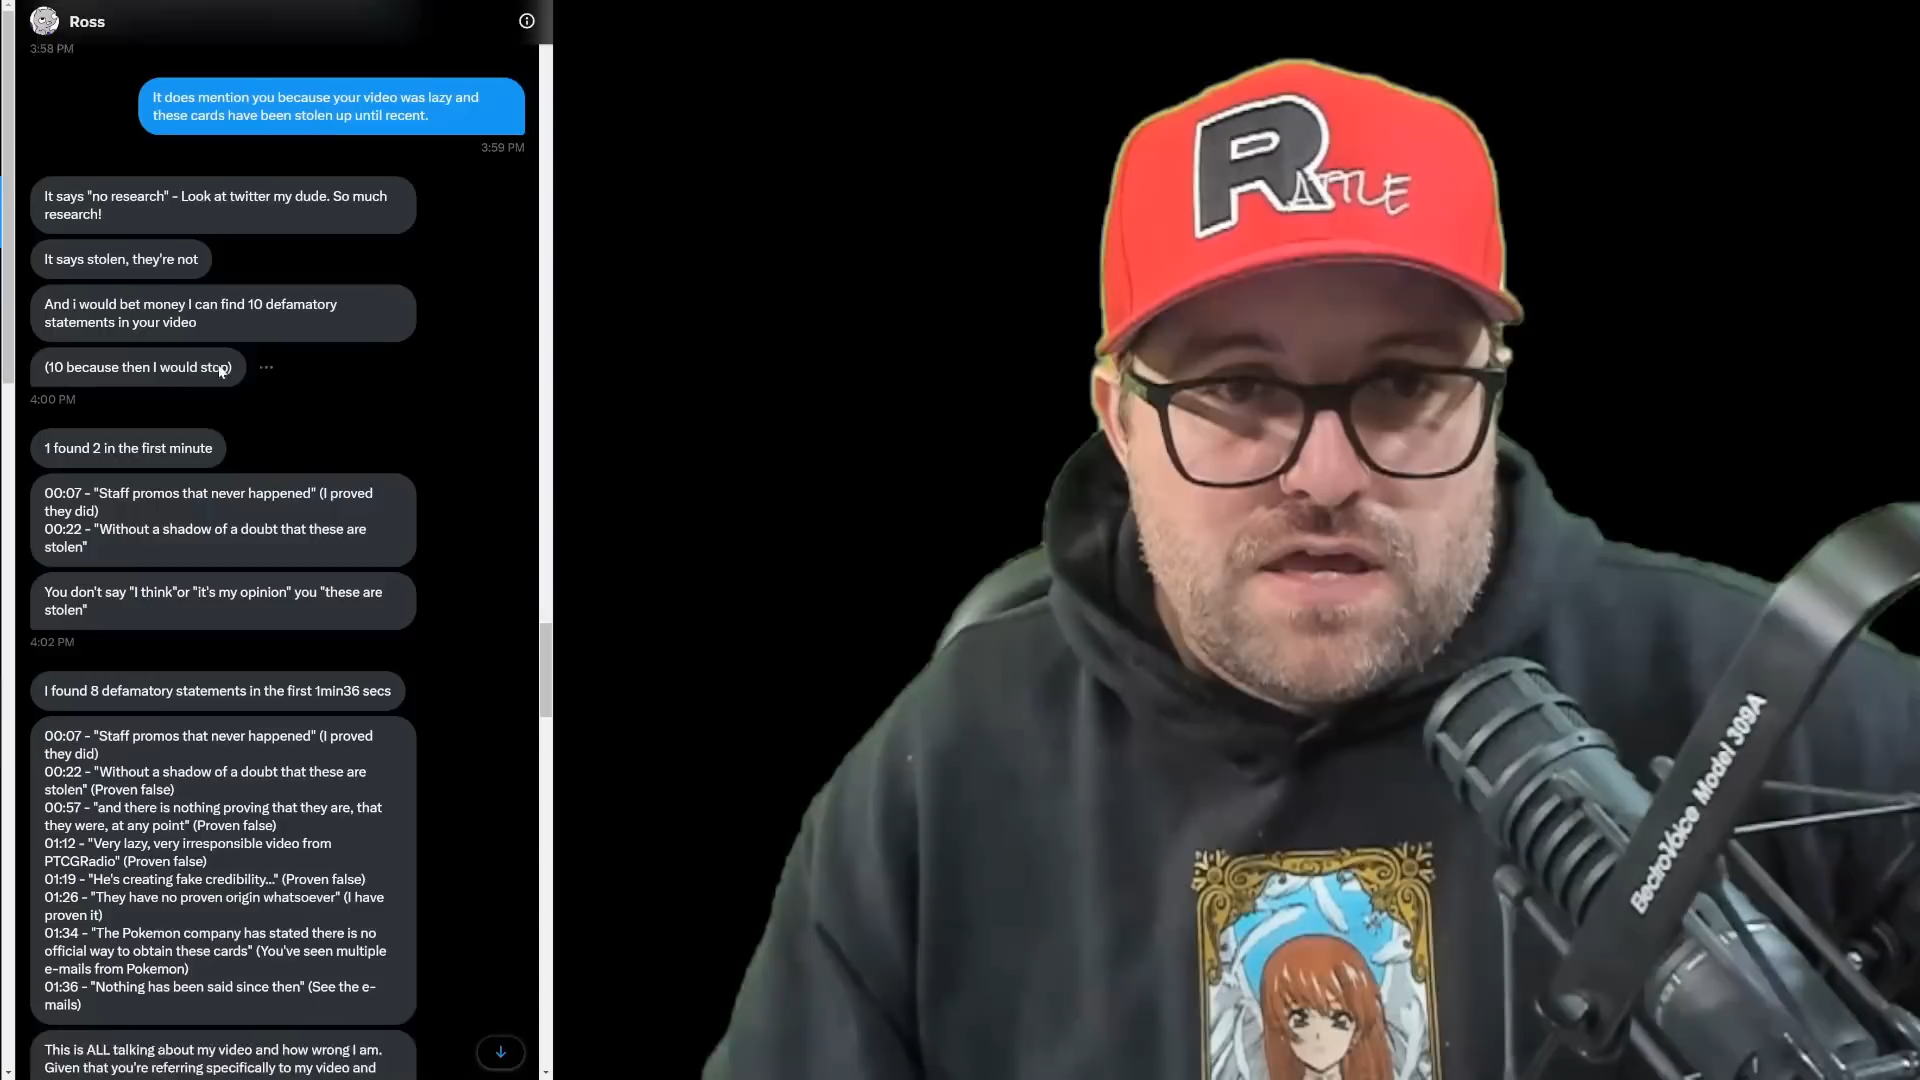 Ross
3:58 PM
It does mention you because your video was lazy and
these cards have been stolen up until recent.
3:59 PM
It says "no research" - Look at twitter my dude. So much
research!
It says stolen, they're not
And i would bet money I can find 10 defamatory
statements in your video
(10 because then I would stop)
4:00 PM
1 found 2 in the first minute
00:07 - "Staff promos that never happened" (I proved
they did)
00:22 - "Without a shadow of a doubt that these are
stolen"
You don't say "I think"or "it's my opinion" you "these are
stolen"
4:02 PM
I found 8 defamatory statements in the first 1min36 secs
00:07 - "Staff promos that never happened" (I proved
they did)
00:22 - "Without a shadow of a doubt that these are
stolen" (Proven false)
00:57 - "and there is nothing proving that they are, that
they were, at any point" (Proven false)
01:12 - "Very lazy, very irresponsible video from
PTCGRadio" (Proven false)
01:19 - "He's creating fake credibility..." (Proven false)
01:26 - "They have no proven origin whatsoever" (I have
proven it)
01:34 - "The Pokemon company has stated there is no
official way to obtain these cards" (You've seen multiple
e-mails from Pokemon)
01:36 - "Nothing has been said since then" (See the e-
mails)
This is ALL talking about my video and how wrong I am.
Given that you're referring specifically to my video and
RATTLE
ElectroVoice Model 309A